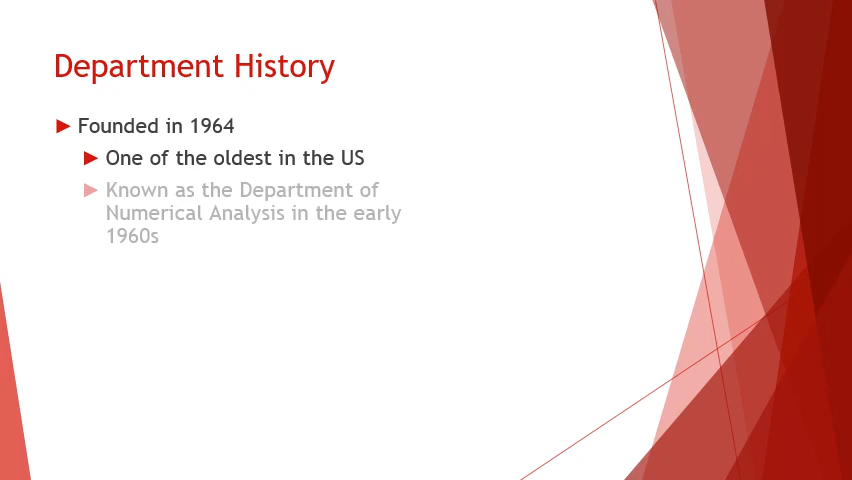 Department History
Founded in 1964
One of the oldest in the US
Known as the Department of
Numerical Analysis in the early
1960s